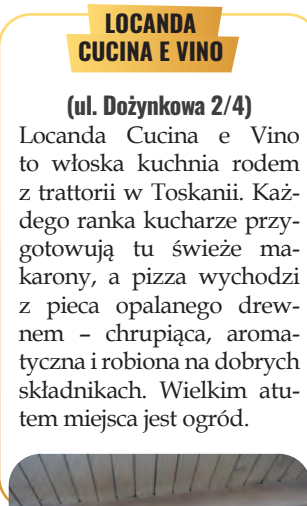 LOCANDA
CUCINA E VINO
(ul. Dożynkowa 2/4)
Locanda Cucina e Vino
to włoska kuchnia rodem
z trattorii w Toskanii. Każ-
dego ranka kucharze przy-
gotowują tu świeże ma-
karony, a pizza wychodzi
z pieca opalanego drew-
nem – chrupiąca, aroma-
tyczna i robiona na dobrych
składnikach. Wielkim atu-
tem miejsca jest ogród.